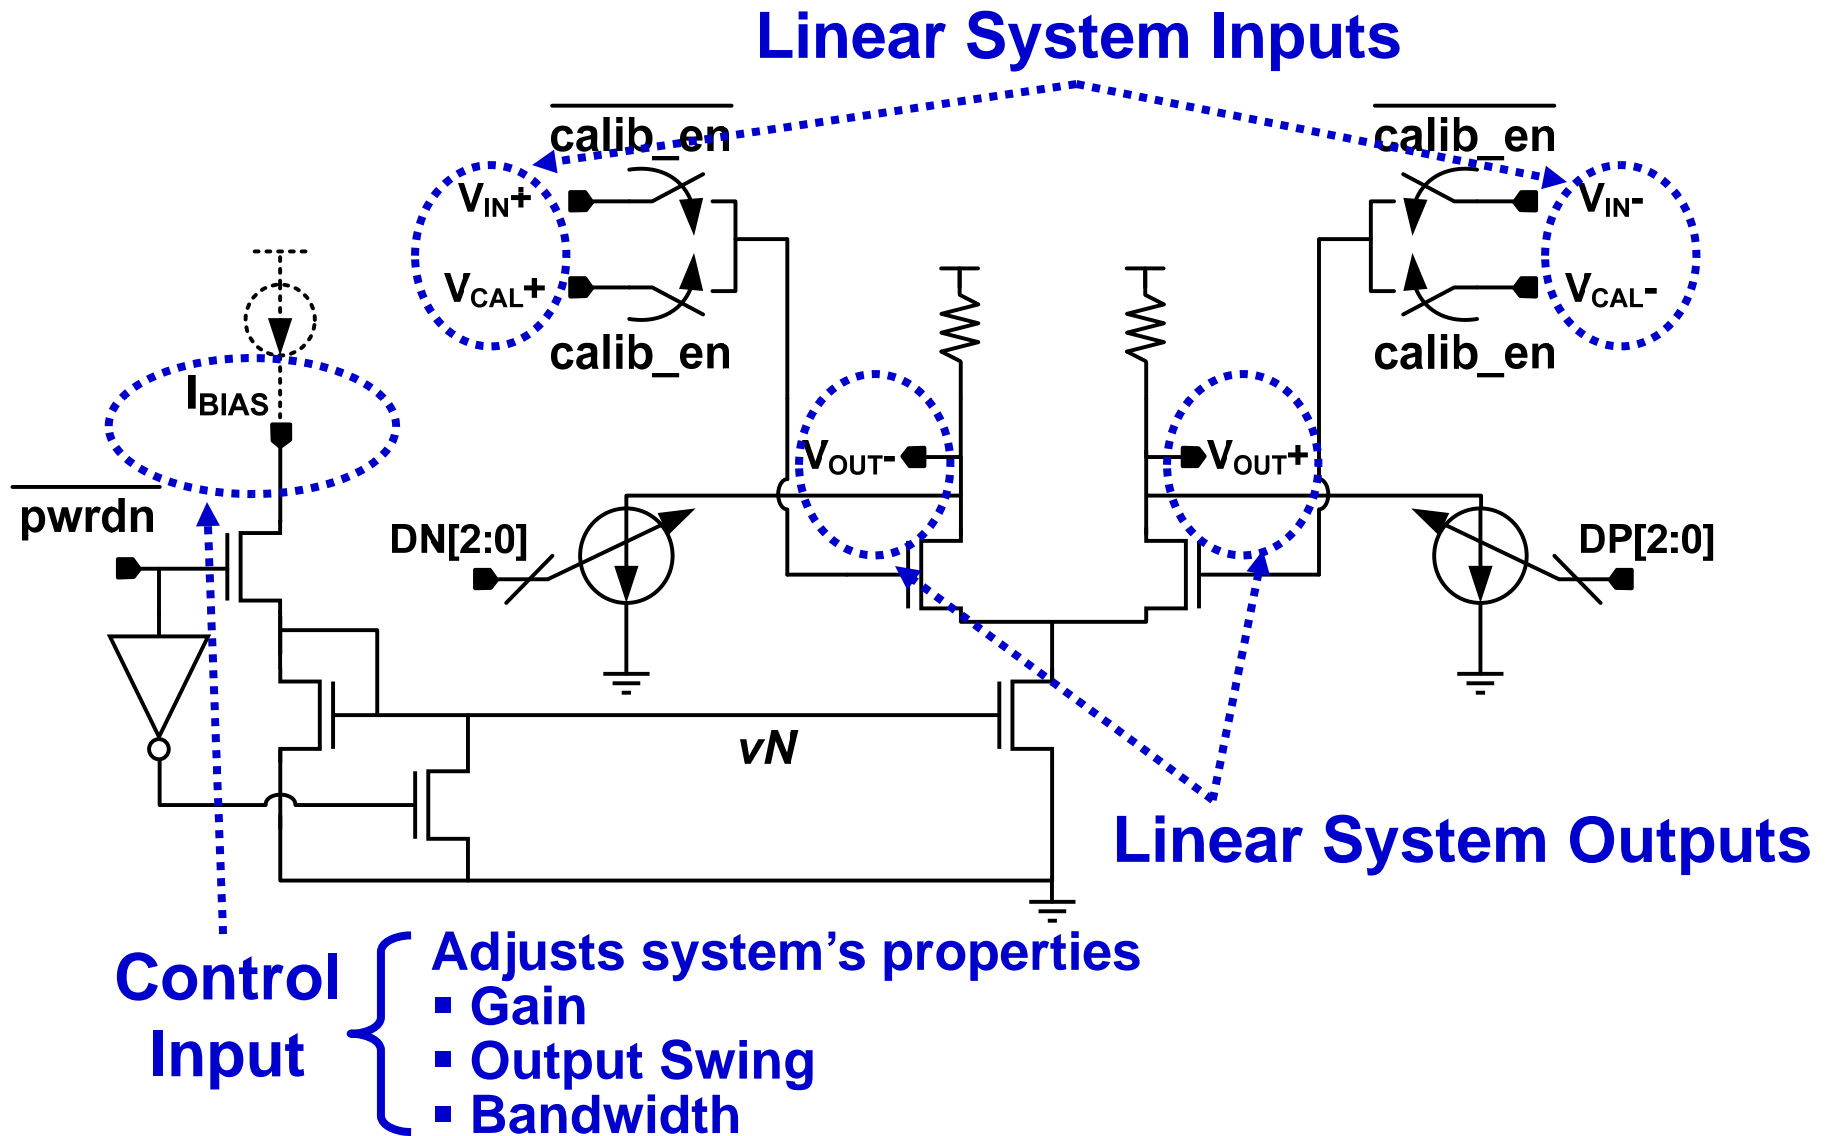 Linear System Inputs
calib_en
calib_en
VIN+
VIN-
VCAL+
VCAL-
calib_en
calib_en
IBIAS
VOUT-
VOUT+
pwrdn
DN[2:0]
DP[2:0]
vN
Linear System Outputs
Control
Input
Adjusts system’s properties
▪ Gain
▪ Output Swing
▪ Bandwidth